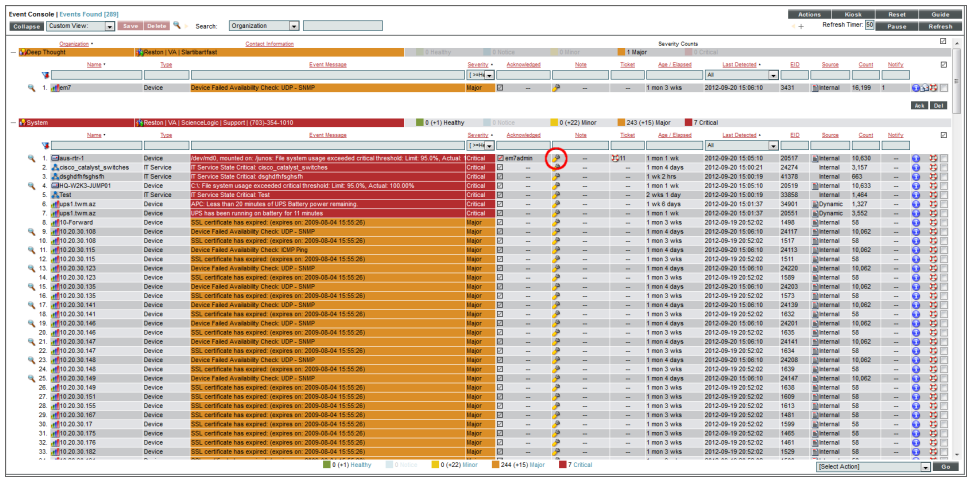 Event Console | Events Found [289] Actions Kiosk Reset Guide
Collapse Custom View: Save Delete Search: Organization Refresh Timer: 50 Pause Refresh
Organization Contact Information Severity Counts
Deep Thought Reston | VA | Slartibartfast 0 Healthy 0 Notice 0 Minor 1 Major 0 Critical
Name Type Event Message Severity Acknowledged Note Ticket Age / Elapsed Last Detected EID Source Count Notify
All
1. em7 Device Device Failed Availability Check: UDP - SNMP Major -- -- 1 mon 3 wks 2012-09-20 15:06:10 3431 Internal 16,199 1
Ack Del
System Reston | VA | ScienceLogic | Support | (703)-354-1010 0 (+1) Healthy 0 Notice 0 (+22) Minor 243 (+15) Major 7 Critical
Name Type Event Message Severity Acknowledged Note Ticket Age / Elapsed Last Detected EID Source Count Notify
All
1. aua-rtr-1 Device /dev/md0, mounted on /junos: File system usage exceeded critical threshold: Limit: 95.0%, Actual: Critical em7admin -- 11 1 mon 1 wk 2012-09-20 15:05:10 20517 Internal 10,630 --
2. cisco_catalyst_switches IT Service IT Service State Critical: cisco_catalyst_switches Critical -- -- 1 mon 4 days 2012-09-20 15:00:21 24274 Internal 3,157 --
3. dsghdfhfsghsfh IT Service IT Service State Critical: dsghdfhfsghsfh Critical -- -- 1 wk 2 hrs 2012-09-20 15:00:19 41378 Internal 663 --
4. HQ-W2K3-JUMP01 Device C:\: File system usage exceeded critical threshold: Limit: 95.0%, Actual: 100.00% Critical -- -- 1 mon 1 wk 2012-09-20 15:05:10 20519 Internal 10,633 --
5. Test IT Service IT Service State Critical: Test Critical -- -- 2 wks 1 day 2012-09-20 15:00:19 33858 Internal 1,464 --
6. ups1.twm.az Device APC: Less than 20 minutes of UPS Battery power remaining. Critical -- -- 1 wk 6 days 2012-09-20 15:01:37 34901 Dynamic 1,327 --
7. ups1.twm.az Device UPS has been running on battery for 11 minutes Critical -- -- 1 mon 1 wk 2012-09-20 15:01:37 20551 Dynamic 3,552 --
8. 10-Forward Device SSL certificate has expired: (expires on: 2009-08-04 15:55:26) Major -- -- 1 mon 3 wks 2012-09-19 20:52:02 1498 Internal 58 --
9. 10.20.30.108 Device Device Failed Availability Check: UDP - SNMP Major -- -- 1 mon 4 days 2012-09-20 15:06:10 24117 Internal 10,062 --
10. 10.20.30.108 Device SSL certificate has expired: (expires on: 2009-08-04 15:55:26) Major -- -- 1 mon 3 wks 2012-09-19 20:52:02 1517 Internal 58 --
11. 10.20.30.115 Device Device Failed Availability Check: ICMP Ping Major -- -- 1 mon 4 days 2012-09-20 15:06:10 24113 Internal 10,062 --
12. 10.20.30.115 Device SSL certificate has expired: (expires on: 2009-08-04 15:55:26) Major -- -- 1 mon 3 wks 2012-09-19 20:52:02 1511 Internal 58 --
13. 10.20.30.123 Device Device Failed Availability Check: UDP - SNMP Major -- -- 1 mon 4 days 2012-09-20 15:06:10 24220 Internal 10,062 --
14. 10.20.30.123 Device SSL certificate has expired: (expires on: 2009-08-04 15:55:26) Major -- -- 1 mon 3 wks 2012-09-19 20:52:02 1589 Internal 58 --
15. 10.20.30.135 Device Device Failed Availability Check: UDP - SNMP Major -- -- 1 mon 4 days 2012-09-20 15:06:10 24203 Internal 10,062 --
16. 10.20.30.135 Device SSL certificate has expired: (expires on: 2009-08-04 15:55:26) Major -- -- 1 mon 3 wks 2012-09-19 20:52:02 1573 Internal 58 --
17. 10.20.30.141 Device Device Failed Availability Check: UDP - SNMP Major -- -- 1 mon 4 days 2012-09-20 15:06:10 24139 Internal 10,062 --
18. 10.20.30.141 Device SSL certificate has expired: (expires on: 2009-08-04 15:55:26) Major -- -- 1 mon 3 wks 2012-09-19 20:52:02 1632 Internal 58 --
19. 10.20.30.146 Device Device Failed Availability Check: UDP - SNMP Major -- -- 1 mon 4 days 2012-09-20 15:06:10 24201 Internal 10,062 --
20. 10.20.30.146 Device SSL certificate has expired: (expires on: 2009-08-04 15:55:26) Major -- -- 1 mon 3 wks 2012-09-19 20:52:02 1635 Internal 58 --
21. 10.20.30.147 Device Device Failed Availability Check: UDP - SNMP Major -- -- 1 mon 4 days 2012-09-20 15:06:10 24141 Internal 10,062 --
22. 10.20.30.147 Device SSL certificate has expired: (expires on: 2009-08-04 15:55:26) Major -- -- 1 mon 3 wks 2012-09-19 20:52:02 1634 Internal 58 --
23. 10.20.30.148 Device Device Failed Availability Check: UDP - SNMP Major -- -- 1 mon 4 days 2012-09-20 15:06:10 24208 Internal 10,062 --
24. 10.20.30.148 Device SSL certificate has expired: (expires on: 2009-08-04 15:55:26) Major -- -- 1 mon 3 wks 2012-09-19 20:52:02 1639 Internal 58 --
25. 10.20.30.149 Device Device Failed Availability Check: UDP - SNMP Major -- -- 1 mon 4 days 2012-09-20 15:06:10 24147 Internal 10,062 --
26. 10.20.30.149 Device SSL certificate has expired: (expires on: 2009-08-04 15:55:26) Major -- -- 1 mon 3 wks 2012-09-19 20:52:02 1638 Internal 58 --
27. 10.20.30.151 Device SSL certificate has expired: (expires on: 2009-08-04 15:55:26) Major -- -- 1 mon 3 wks 2012-09-19 20:52:02 1609 Internal 58 --
28. 10.20.30.155 Device SSL certificate has expired: (expires on: 2009-08-04 15:55:26) Major -- -- 1 mon 3 wks 2012-09-19 20:52:02 1613 Internal 58 --
29. 10.20.30.167 Device SSL certificate has expired: (expires on: 2009-08-04 15:55:26) Major -- -- 1 mon 3 wks 2012-09-19 20:52:02 1481 Internal 58 --
30. 10.20.30.17 Device SSL certificate has expired: (expires on: 2009-08-04 15:55:26) Major -- -- 1 mon 3 wks 2012-09-19 20:52:02 1599 Internal 58 --
31. 10.20.30.175 Device SSL certificate has expired: (expires on: 2009-08-04 15:55:26) Major -- -- 1 mon 3 wks 2012-09-19 20:52:02 1465 Internal 58 --
32. 10.20.30.176 Device SSL certificate has expired: (expires on: 2009-08-04 15:55:26) Major -- -- 1 mon 3 wks 2012-09-19 20:52:02 1461 Internal 58 --
33. 10.20.30.182 Device SSL certificate has expired: (expires on: 2009-08-04 15:55:26) Major -- -- 1 mon 3 wks 2012-09-19 20:52:02 1529 Internal 58 --
0 (+1) Healthy 0 Notice 0 (+22) Minor 244 (+15) Major 7 Critical [Select Action] Go